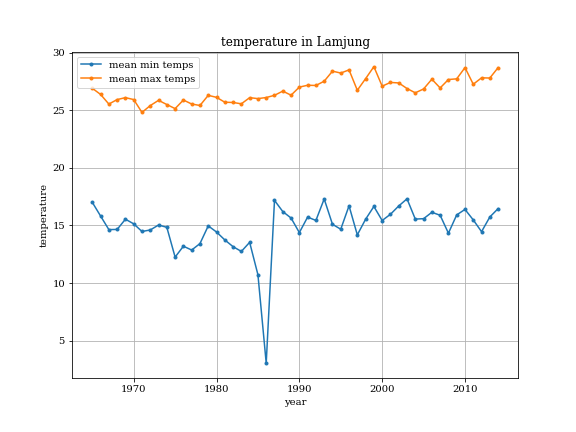 temperature in Lamjung
mean min temps
mean max temps
30
25
20
15
10
5
temperature
1970 1980 1990 2000 2010
year